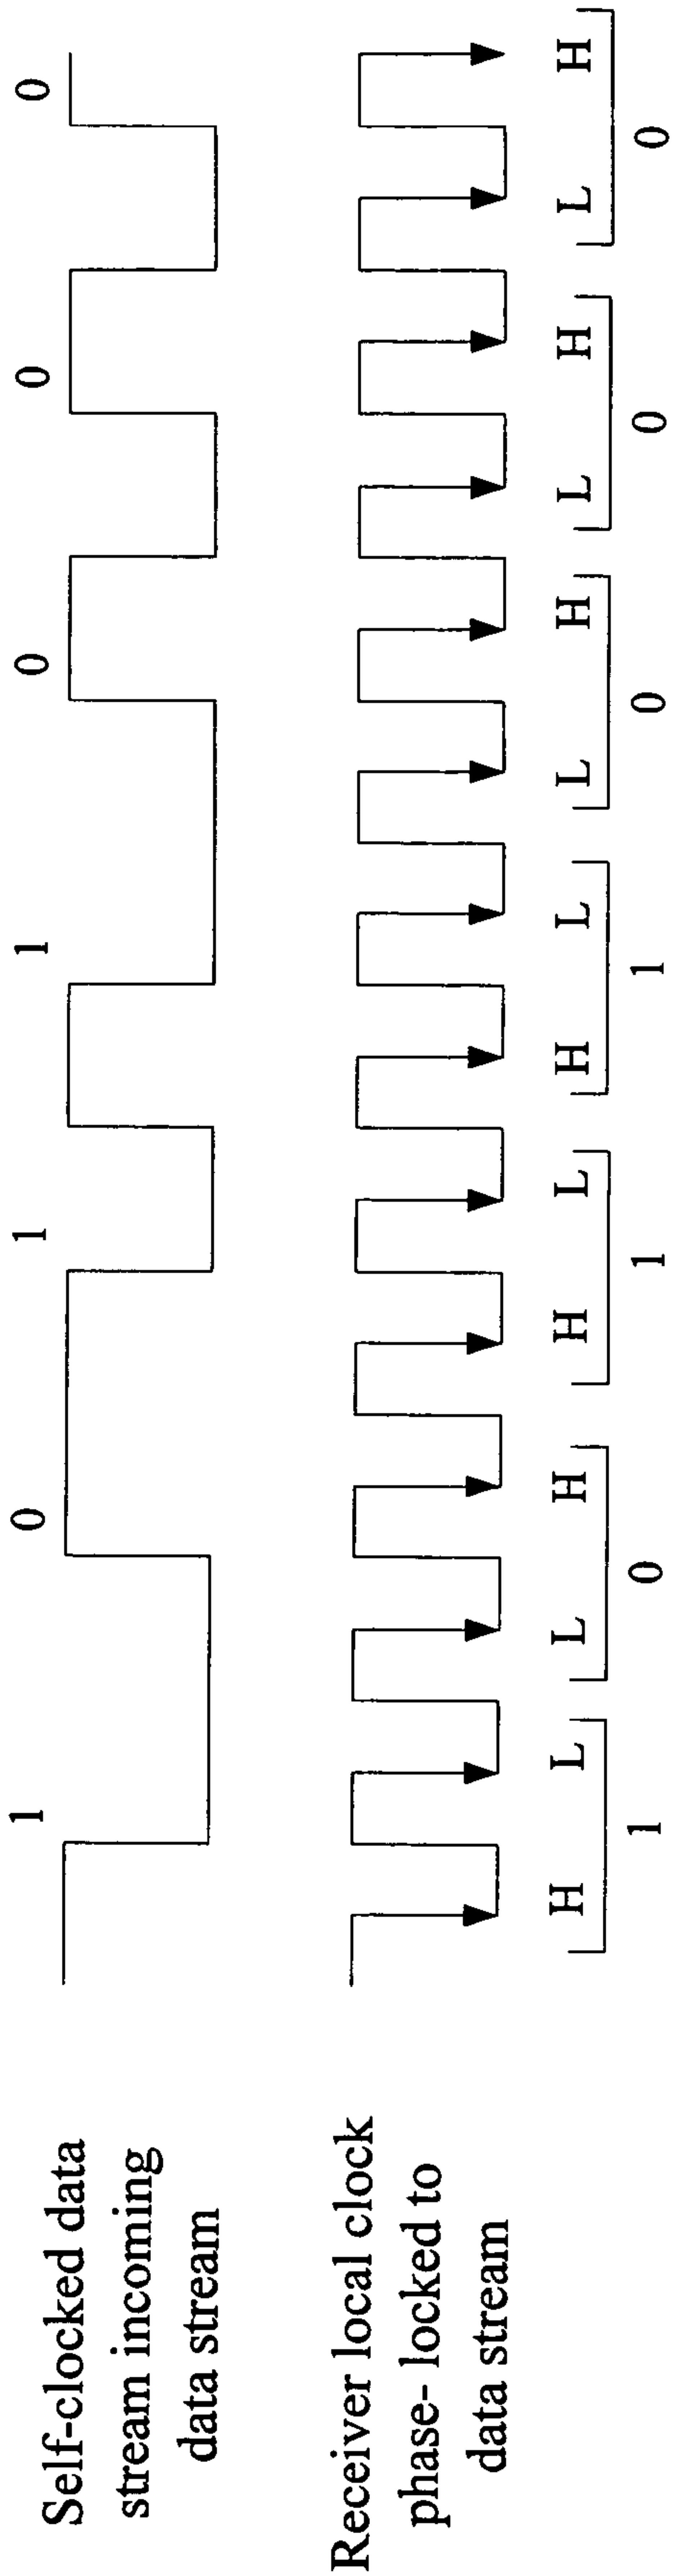 1 0 1 1 0 0 0
Self-clocked data
stream incoming
data stream
Receiver local clock
phase- locked to
data stream
H L L H H L H L L H L H L H
1 0 1 1 0 0 0